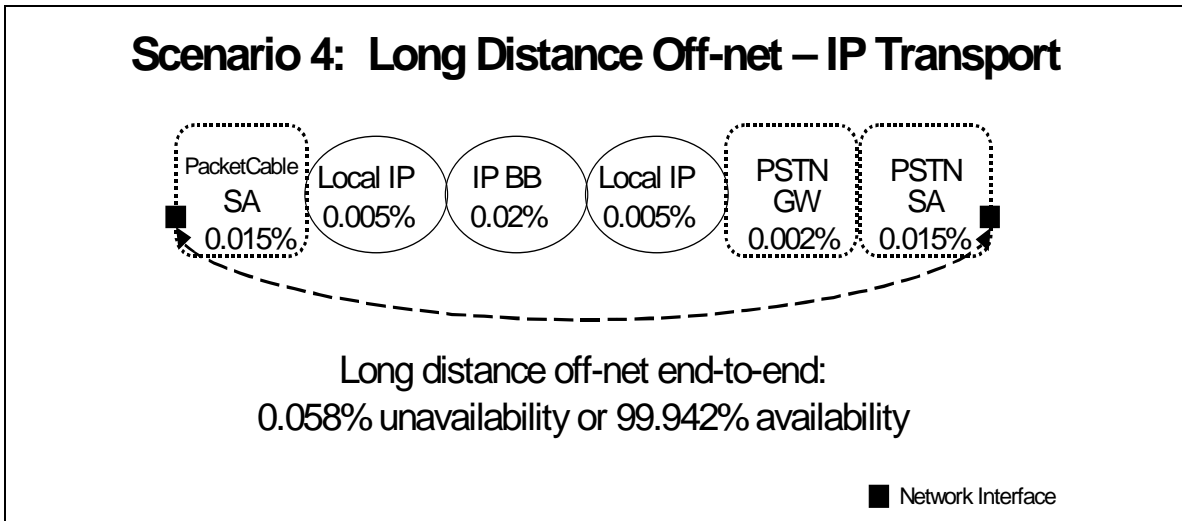 Scenario 4: Long Distance Off-net – IP Transport
PacketCable
SA
0.015%
Local IP
0.005%
IP BB
0.02%
Local IP
0.005%
PSTN
GW
0.002%
PSTN
SA
0.015%
Long distance off-net end-to-end:
0.058% unavailability or 99.942% availability
Network Interface